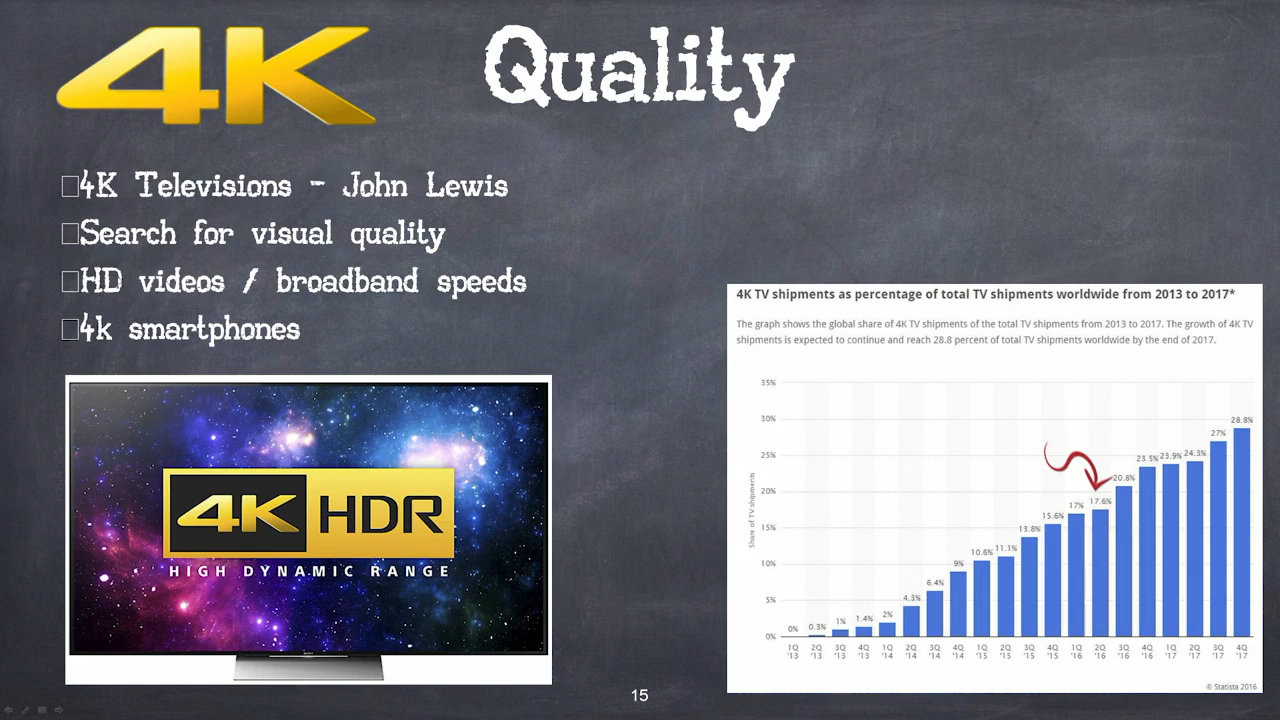 4K Quality
4K Televisions - John Lewis
Search for visual quality
HD videos / broadband speeds
4k smartphones
4K HDR
HIGH DYNAMIC RANGE
SONY
4K TV shipments as percentage of total TV shipments worldwide from 2013 to 2017*
The graph shows the global share of 4K TV shipments of the total TV shipments from 2013 to 2017. The growth of 4K TV
shipments is expected to continue and reach 28.8 percent of total TV shipments worldwide by the end of 2017.
Share of TV shipments
35%
30%
25%
20%
15%
10%
5%
0%
0% 0.3% 1% 1.4% 2% 4.3% 6.4% 9% 10.6% 11.1% 13.8% 15.6% 17% 17.6% 20.8% 23.5% 23.9% 24.3% 27% 28.8%
1Q 2Q 3Q 4Q 1Q 2Q 3Q 4Q 1Q 2Q 3Q 4Q 1Q 2Q 3Q 4Q 1Q 2Q 3Q 4Q
'13 '13 '13 '13 '14 '14 '14 '14 '15 '15 '15 '15 '16 '16 '16 '16 '17 '17 '17 '17
© Statista 2016
15